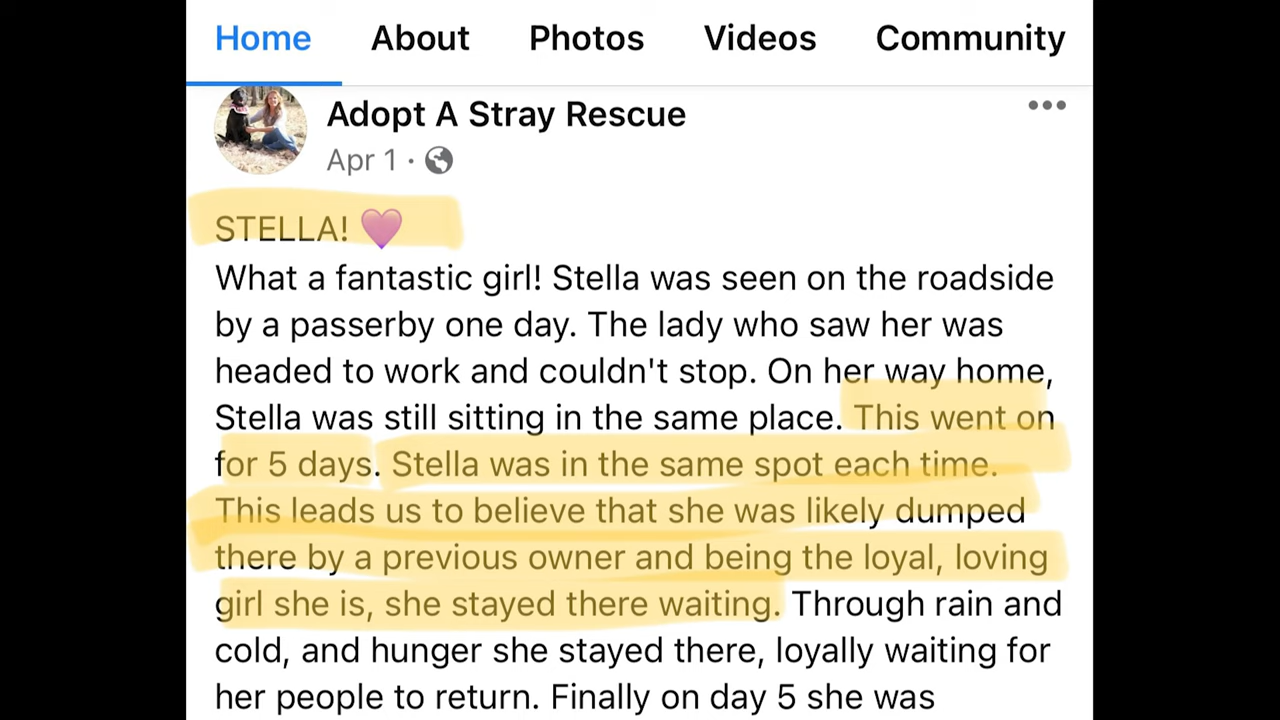 Home About Photos Videos Community
Adopt A Stray Rescue
Apr 1 ·
STELLA! 💜
What a fantastic girl! Stella was seen on the roadside
by a passerby one day. The lady who saw her was
headed to work and couldn't stop. On her way home,
Stella was still sitting in the same place. This went on
for 5 days. Stella was in the same spot each time.
This leads us to believe that she was likely dumped
there by a previous owner and being the loyal, loving
girl she is, she stayed there waiting. Through rain and
cold, and hunger she stayed there, loyally waiting for
her people to return. Finally on day 5 she was